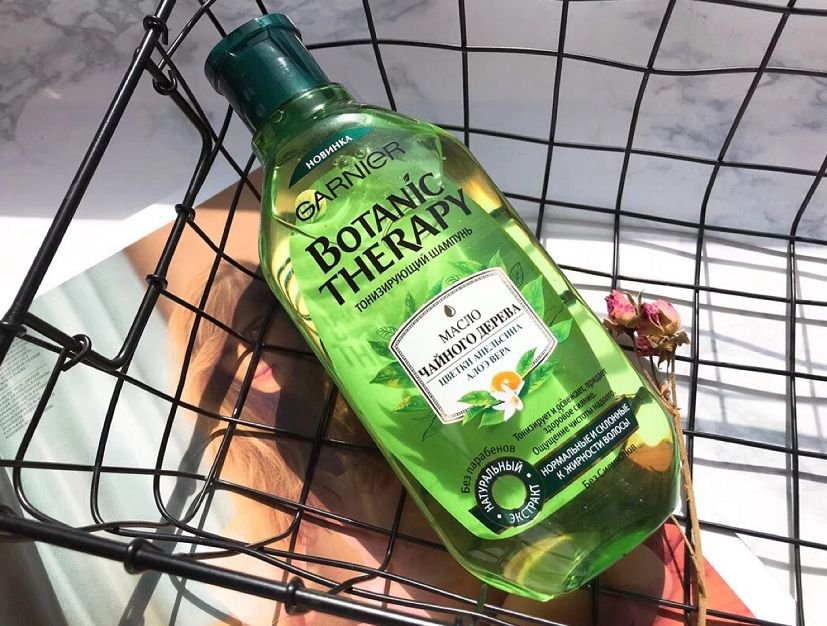 НОВИНКА
GARNIER
BOTANIC
THERAPY
ТОНИЗИРУЮЩИЙ ШАМПУНЬ
МАСЛО
ЧАЙНОГО ДЕРЕВА
ЦВЕТКИ АПЕЛЬСИНА
АЛОЭ ВЕРА
Тонизирует и освежает, придает
Здоровое сияние.
Ощущение чистоты надолго
НОРМАЛЬНЫЕ И СКЛОННЫЕ
К ЖИРНОСТИ ВОЛОСЫ
Без парабенов
НАТУРАЛЬНЫЙ
ЭКСТРАКТ